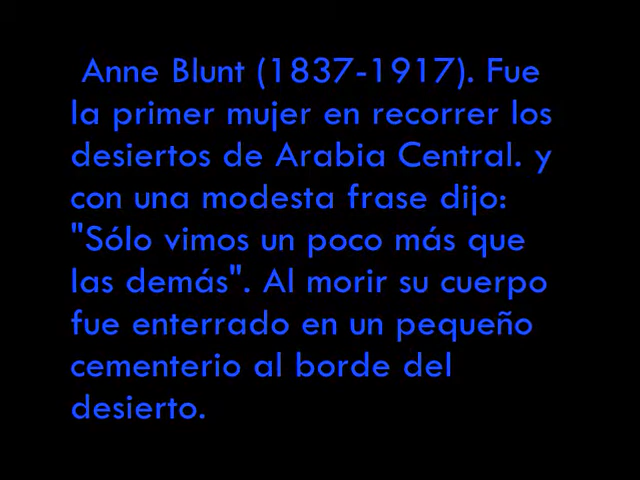 Anne Blunt (1837-1917). Fue
la primer mujer en recorrer los
desiertos de Arabia Central. y
con una modesta frase dijo:
"Sólo vimos un poco más que
las demás". Al morir su cuerpo
fue enterrado en un pequeño
cementerio al borde del
desierto.